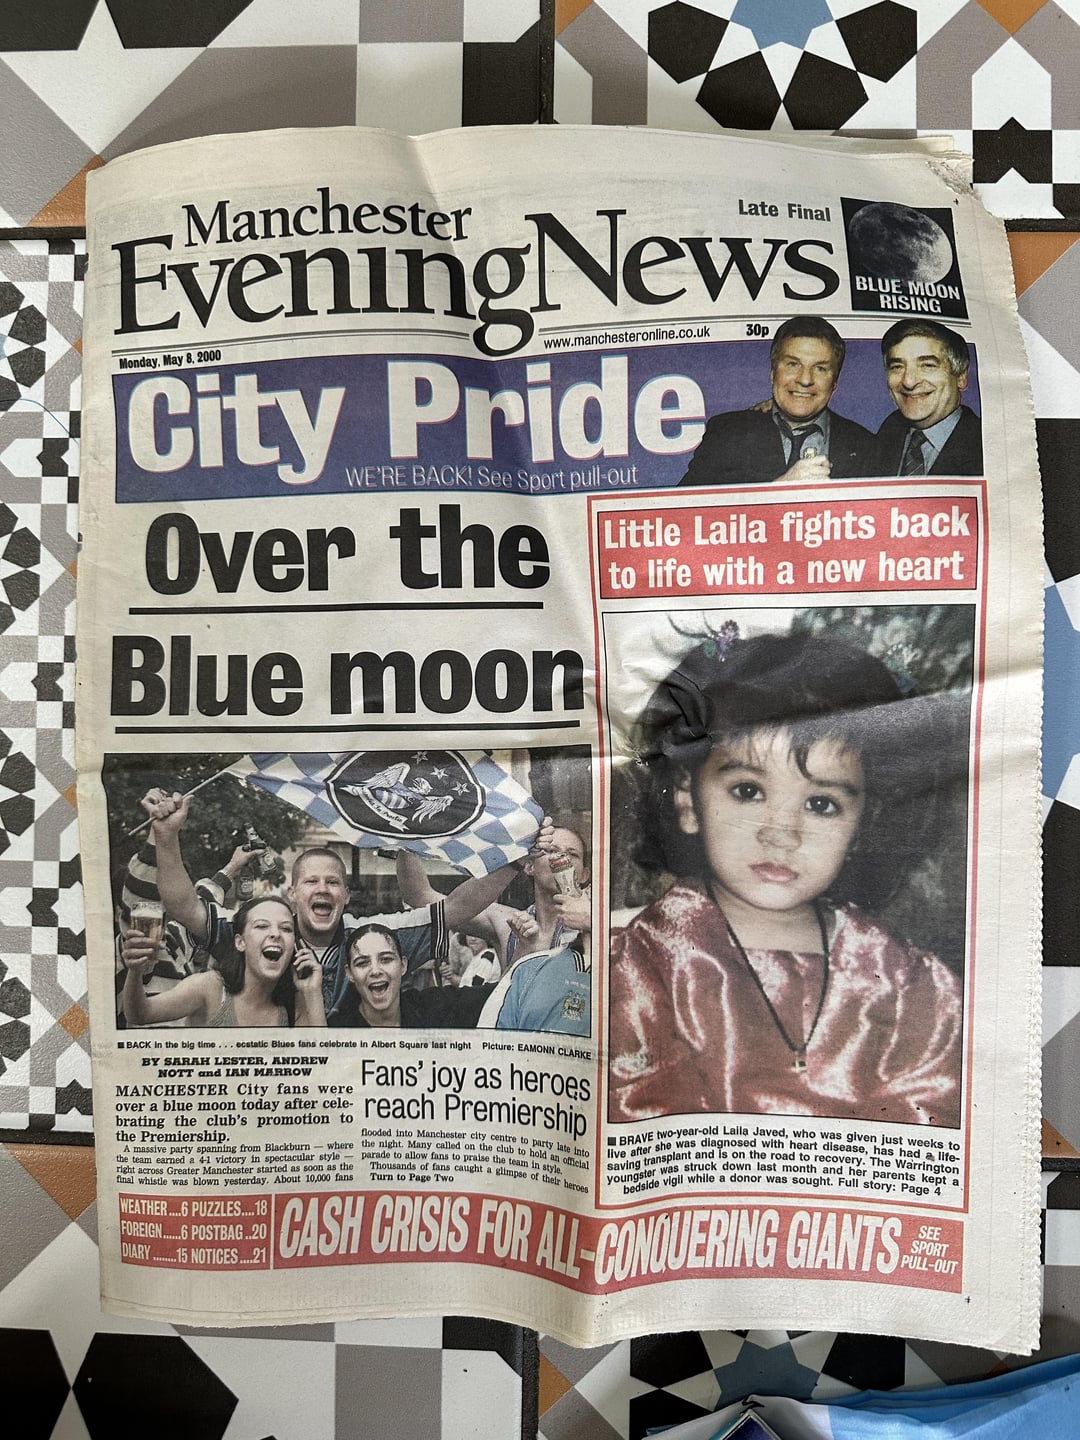 Manchester
Evening News
Late Final
BLUE MOON
RISING
www.manchesteronline.co.uk
30p
Monday, May 8, 2000
City Pride
WE'RE BACK! See Sport pull-out
Over the
Blue moon
Little Laila fights back
to life with a new heart
■ BACK in the big time . . . ecstatic Blues fans celebrate in Albert Square last night Picture: EAMONN CLARKE
BY SARAH LESTER, ANDREW
NOTT and IAN MARROW
MANCHESTER City fans were
over a blue moon today after cele-
brating the club's promotion to
the Premiership.
A massive party spanning from Blackburn — where
the team earned a 4-1 victory in spectacular style —
right across Greater Manchester started as soon as the
final whistle was blown yesterday. About 10,000 fans
Fans' joy as heroes
reach Premiership
flooded into Manchester city centre to party late into
the night. Many called on the club to hold an official
parade to allow fans to praise the team in style.
Thousands of fans caught a glimpse of their heroes
Turn to Page Two
■ BRAVE two-year-old Laila Javed, who was given just weeks to
live after she was diagnosed with heart disease, has had a life-
saving transplant and is on the road to recovery. The Warrington
youngster was struck down last month and her parents kept a
bedside vigil while a donor was sought. Full story: Page 4
WEATHER....6 PUZZLES....18
FOREIGN......6 POSTBAG ..20
DIARY ........15 NOTICES ....21
CASH CRISIS FOR ALL-CONQUERING GIANTS
SEE
SPORT
PULL-OUT